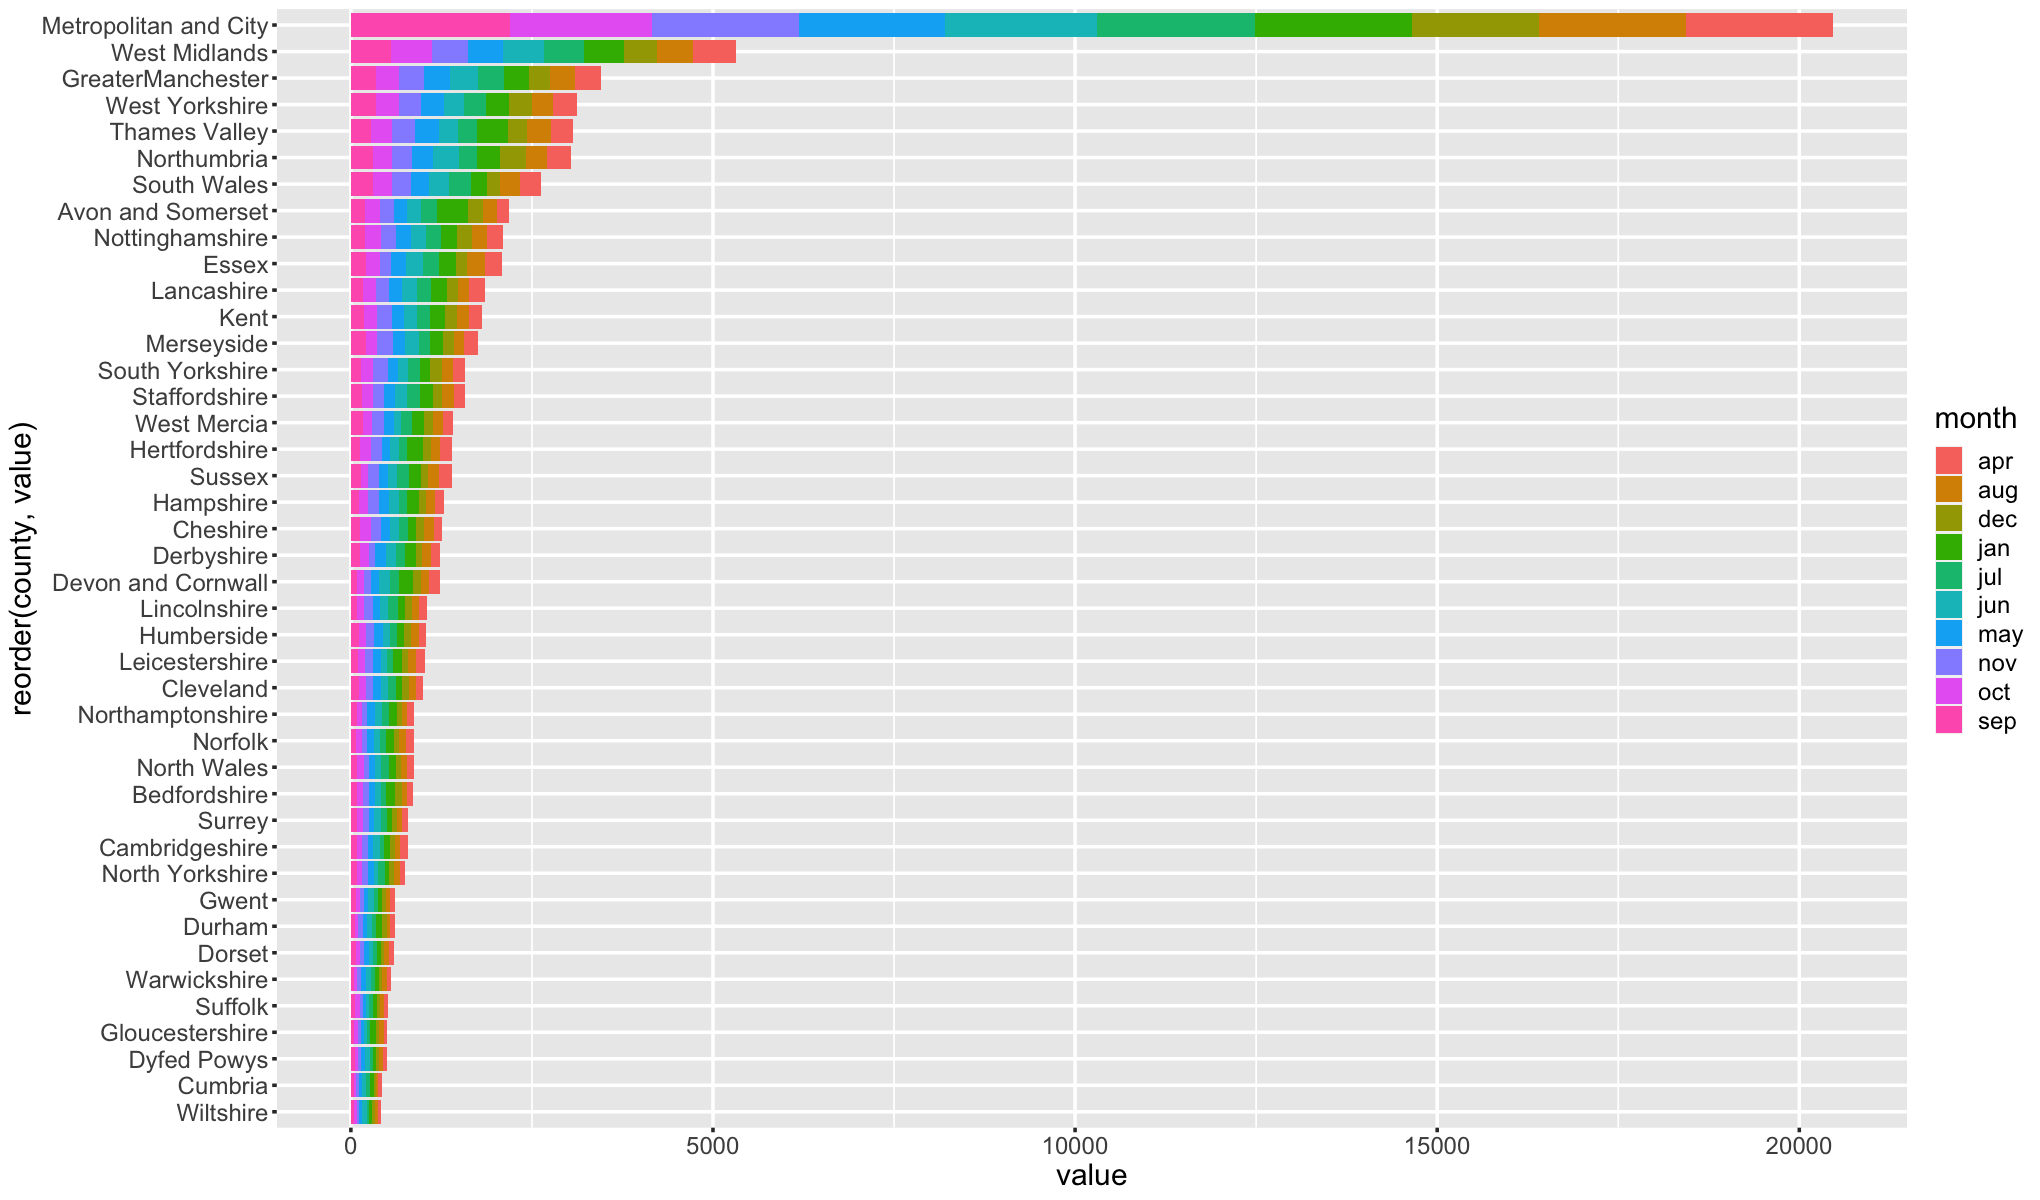 reorder(county, value)
Metropolitan and City
West Midlands
GreaterManchester
West Yorkshire
Thames Valley
Northumbria
South Wales
Avon and Somerset
Nottinghamshire
Essex
Lancashire
Kent
Merseyside
South Yorkshire
Staffordshire
West Mercia
Hertfordshire
Sussex
Hampshire
Cheshire
Derbyshire
Devon and Cornwall
Lincolnshire
Humberside
Leicestershire
Cleveland
Northamptonshire
Norfolk
North Wales
Bedfordshire
Surrey
Cambridgeshire
North Yorkshire
Gwent
Durham
Dorset
Warwickshire
Suffolk
Gloucestershire
Dyfed Powys
Cumbria
Wiltshire
0 5000 10000 15000 20000
value
month
apr
aug
dec
jan
jul
jun
may
nov
oct
sep